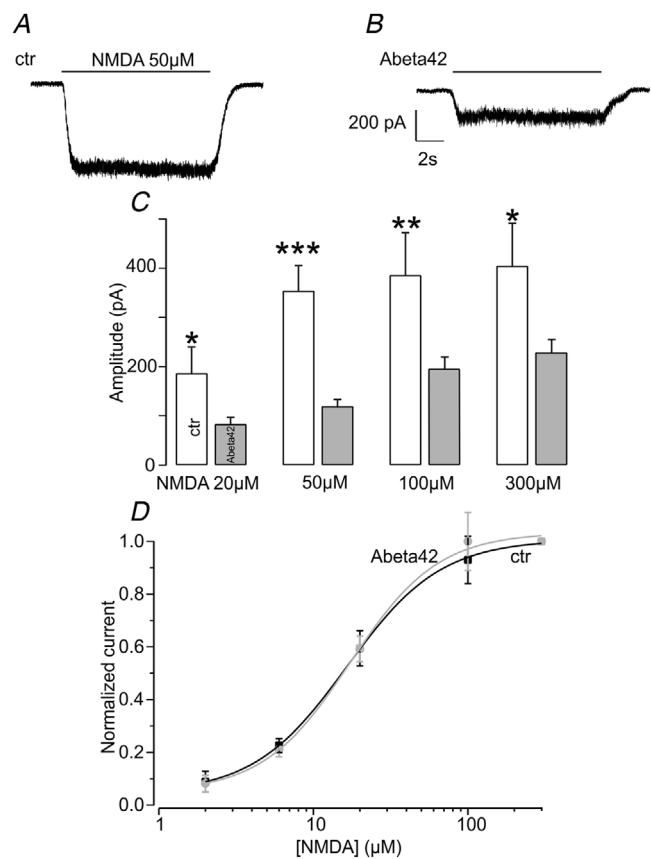 A
ctr
NMDA 50μM
B
Abeta42
200 pA
2s
C
Amplitude (pA)
400
200
0
*
***
**
*
ctr
Abeta42
NMDA 20μM
50μM
100μM
300μM
D
Normalized current
1.0
0.8
0.6
0.4
0.2
0.0
Abeta42
ctr
1
10
100
[NMDA] (μM)